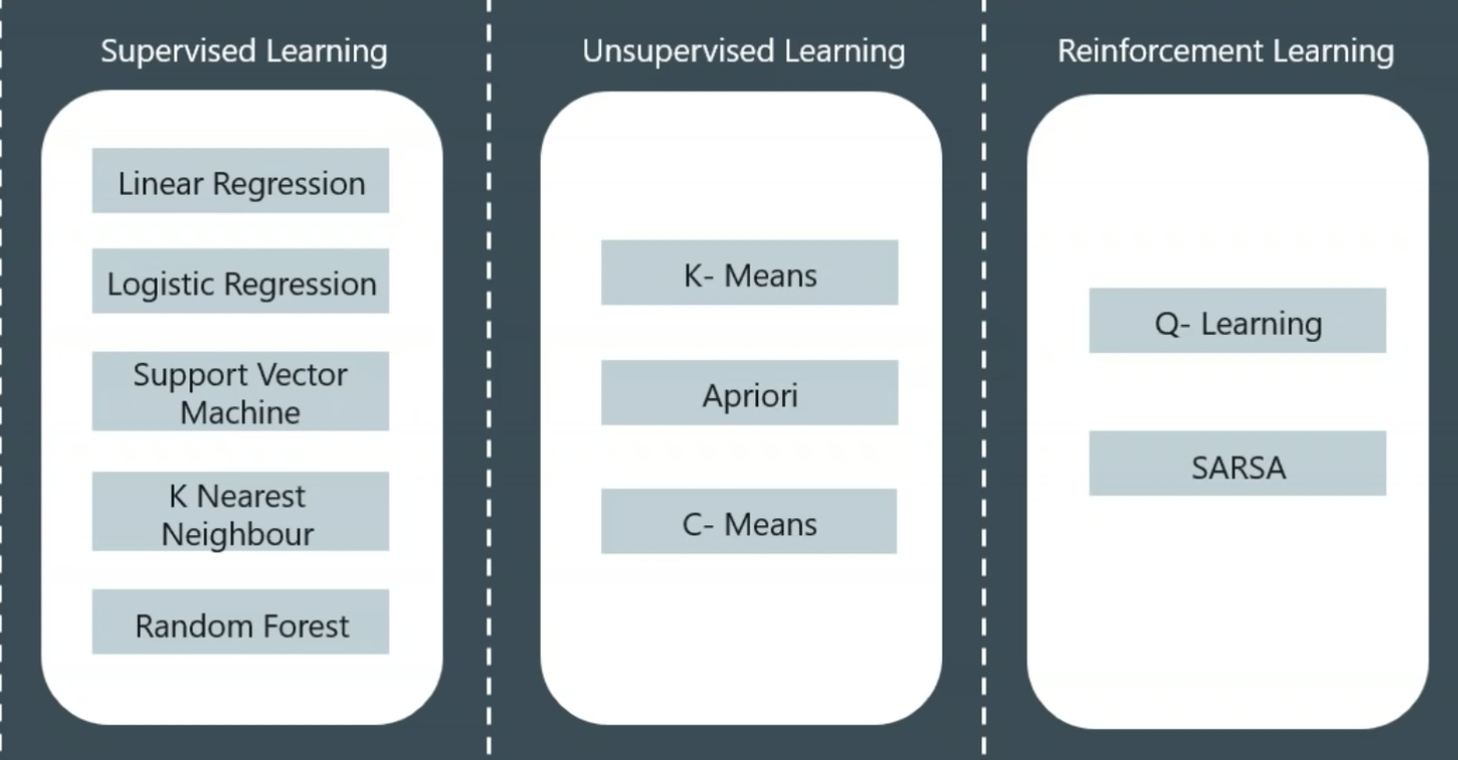 Supervised Learning
Linear Regression
Logistic Regression
Support Vector
Machine
K Nearest
Neighbour
Random Forest
Unsupervised Learning
K- Means
Apriori
C- Means
Reinforcement Learning
Q- Learning
SARSA